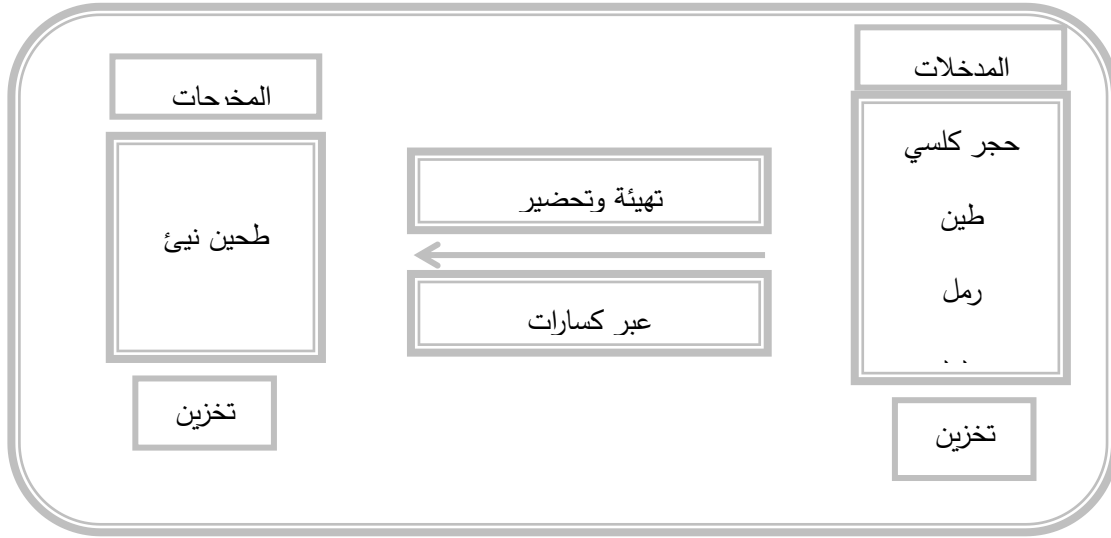 المدخلات
حجر كلسي
طين
رمل
تخزين
تهيئة وتحضير
عبر كسارات
المخرجات
طحين نيئ
تخزين